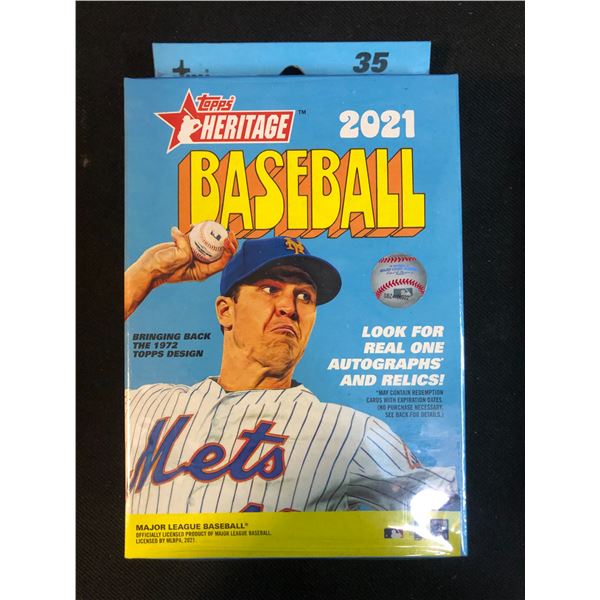 35
topps
HERITAGE™
2021
BASEBALL
BRINGING BACK
THE 1972
TOPPS DESIGN
LOOK FOR
REAL ONE
AUTOGRAPHS*
AND RELICS!
*MAY CONTAIN REDEMPTION
CARDS WITH EXPIRATION DATES.
(NO PURCHASE NECESSARY.
SEE BACK FOR DETAILS.)
Mets
MAJOR LEAGUE BASEBALL®
OFFICIALLY LICENSED PRODUCT OF MAJOR LEAGUE BASEBALL.
LICENSED BY MLBPA, 2021.